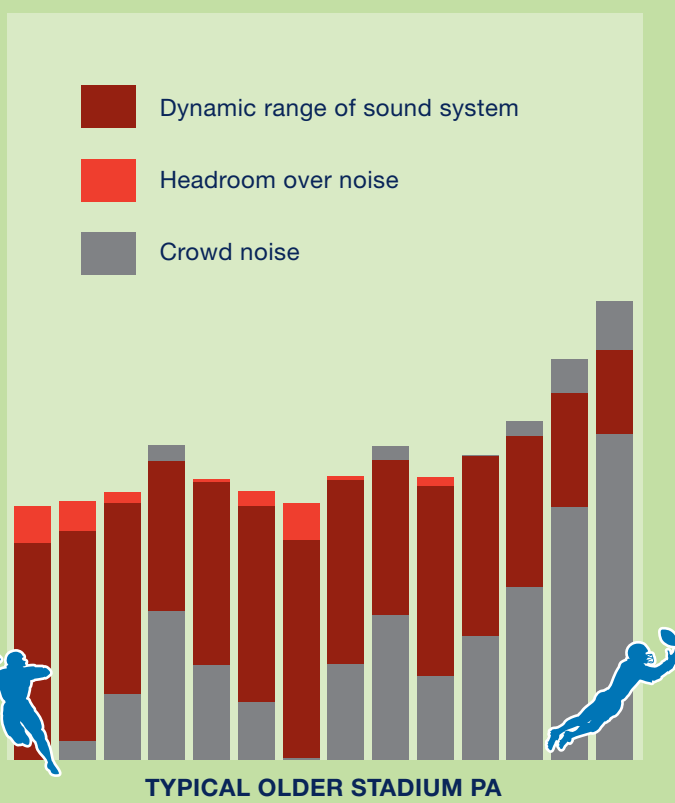 Dynamic range of sound system
Headroom over noise
Crowd noise
TYPICAL OLDER STADIUM PA